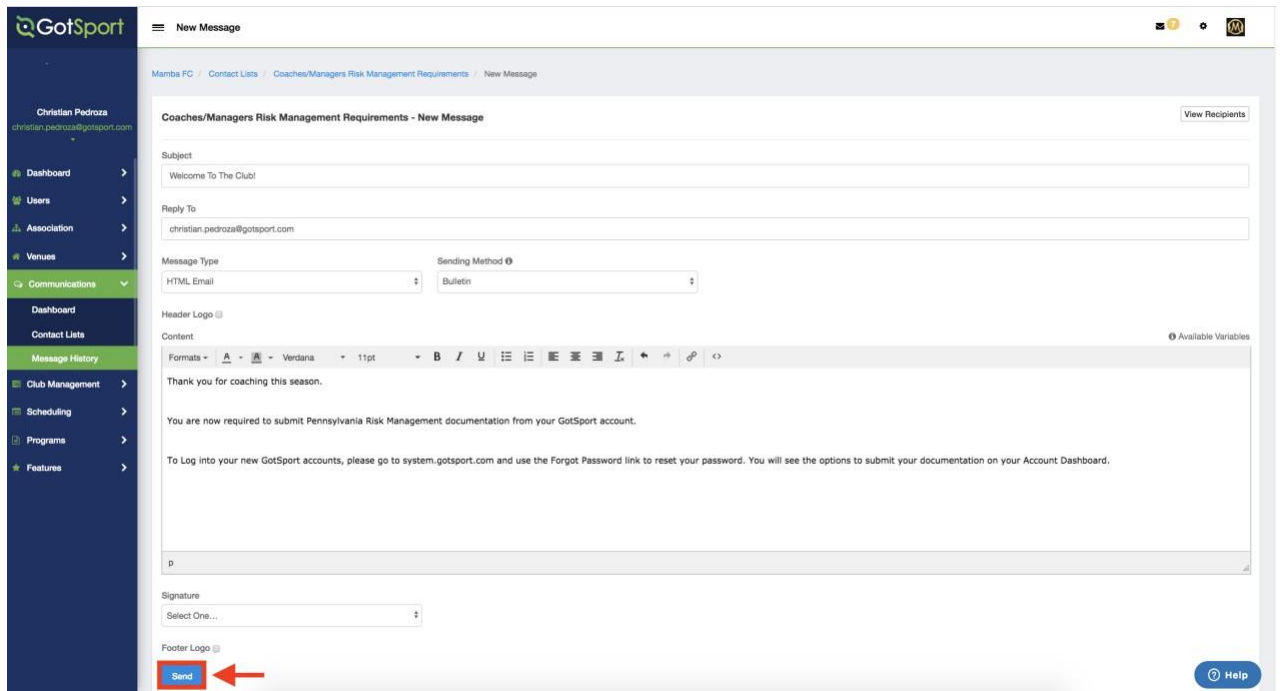 GotSport
New Message
?
Mamba FC / Contact Lists / Coaches/Managers Risk Management Requirements / New Message
Christian Pedroza
christian.pedroza@gotsport.com
Dashboard
Users
Association
Venues
Communications
Dashboard
Contact Lists
Message History
Club Management
Scheduling
Programs
Features
Coaches/Managers Risk Management Requirements - New Message
View Recipients
Subject
Welcome To The Club!
Reply To
christian.pedroza@gotsport.com
Message Type
Sending Method
HTML Email
Bulletin
Header Logo
Content
Available Variables
Formats A A Verdana 11pt B I U
Thank you for coaching this season.
You are now required to submit Pennsylvania Risk Management documentation from your GotSport account.
To Log into your new GotSport accounts, please go to system.gotsport.com and use the Forgot Password link to reset your password. You will see the options to submit your documentation on your Account Dashboard.
p
Signature
Select One...
Footer Logo
Send
Help